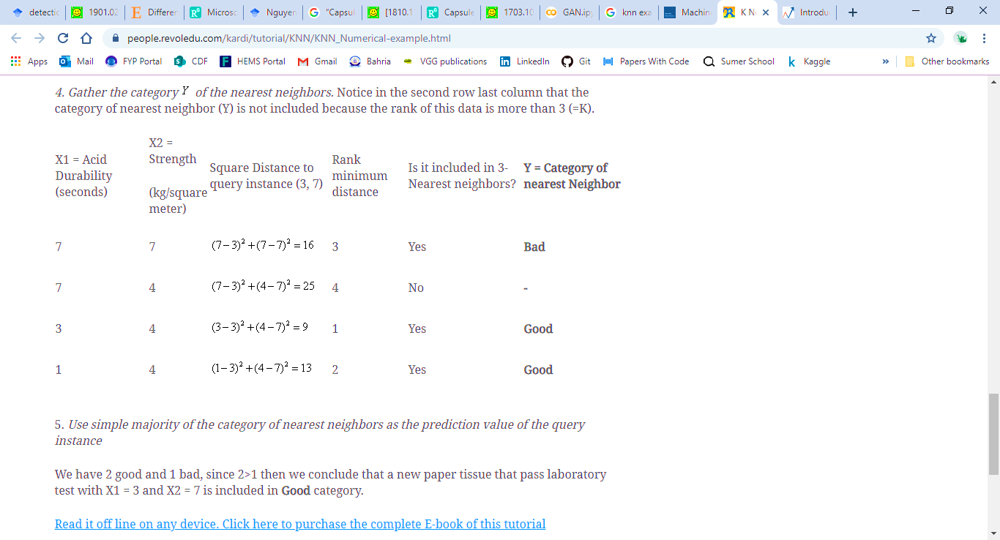 detectic
1901.02
Differen
Microsc
Nguyen
"Capsul
[1810.1
Capsule
1703.10
GAN.ip
knn exa
Machin
K N
Introdu
people.revoledu.com/kardi/tutorial/KNN/KNN_Numerical-example.html
Apps Mail FYP Portal CDF HEMS Portal Gmail Bahria VGG publications LinkedIn Git Papers With Code Sumer School Kaggle » Other bookmarks
4. Gather the category Y of the nearest neighbors. Notice in the second row last column that the
category of nearest neighbor (Y) is not included because the rank of this data is more than 3 (=K).
X1 = Acid
Durability
(seconds)
X2 =
Strength
(kg/square
meter)
Square Distance to
query instance (3, 7)
Rank
minimum
distance
Is it included in 3-
Nearest neighbors?
Y = Category of
nearest Neighbor
7 7 (7−3)²+(7−7)² = 16 3 Yes Bad
7 4 (7−3)²+(4−7)² = 25 4 No -
3 4 (3−3)²+(4−7)² = 9 1 Yes Good
1 4 (1−3)²+(4−7)² = 13 2 Yes Good
5. Use simple majority of the category of nearest neighbors as the prediction value of the query
instance
We have 2 good and 1 bad, since 2>1 then we conclude that a new paper tissue that pass laboratory
test with X1 = 3 and X2 = 7 is included in Good category.
Read it off line on any device. Click here to purchase the complete E-book of this tutorial